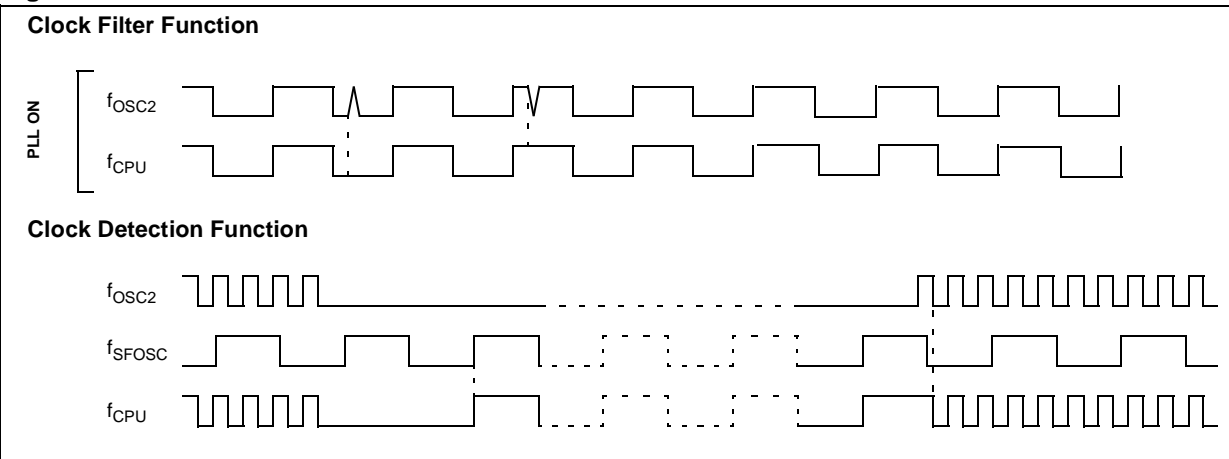 Clock Filter Function
PLL ON
fOSC2
fCPU
Clock Detection Function
fOSC2
fSFOSC
fCPU